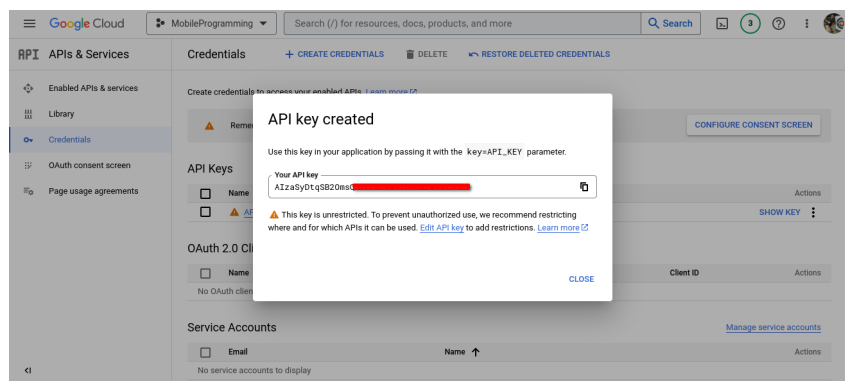 Google Cloud
MobileProgramming
Search (/) for resources, docs, products, and more
Search
3
API APIs & Services
Credentials
+ CREATE CREDENTIALS
DELETE
RESTORE DELETED CREDENTIALS
Enabled APIs & services
Library
Credentials
OAuth consent screen
Page usage agreements
Create credentials to access your enabled APIs. Learn more
CONFIGURE CONSENT SCREEN
API key created
Use this key in your application by passing it with the key=API_KEY parameter.
Your API key
AIzaSyDtqSB2Oms
This key is unrestricted. To prevent unauthorized use, we recommend restricting
where and for which APIs it can be used. Edit API key to add restrictions. Learn more
CLOSE
API Keys
Name
Actions
SHOW KEY
OAuth 2.0
Name
Client ID
Actions
No OAuth
Service Accounts
Manage service accounts
Email
Name
Actions
No service accounts to display